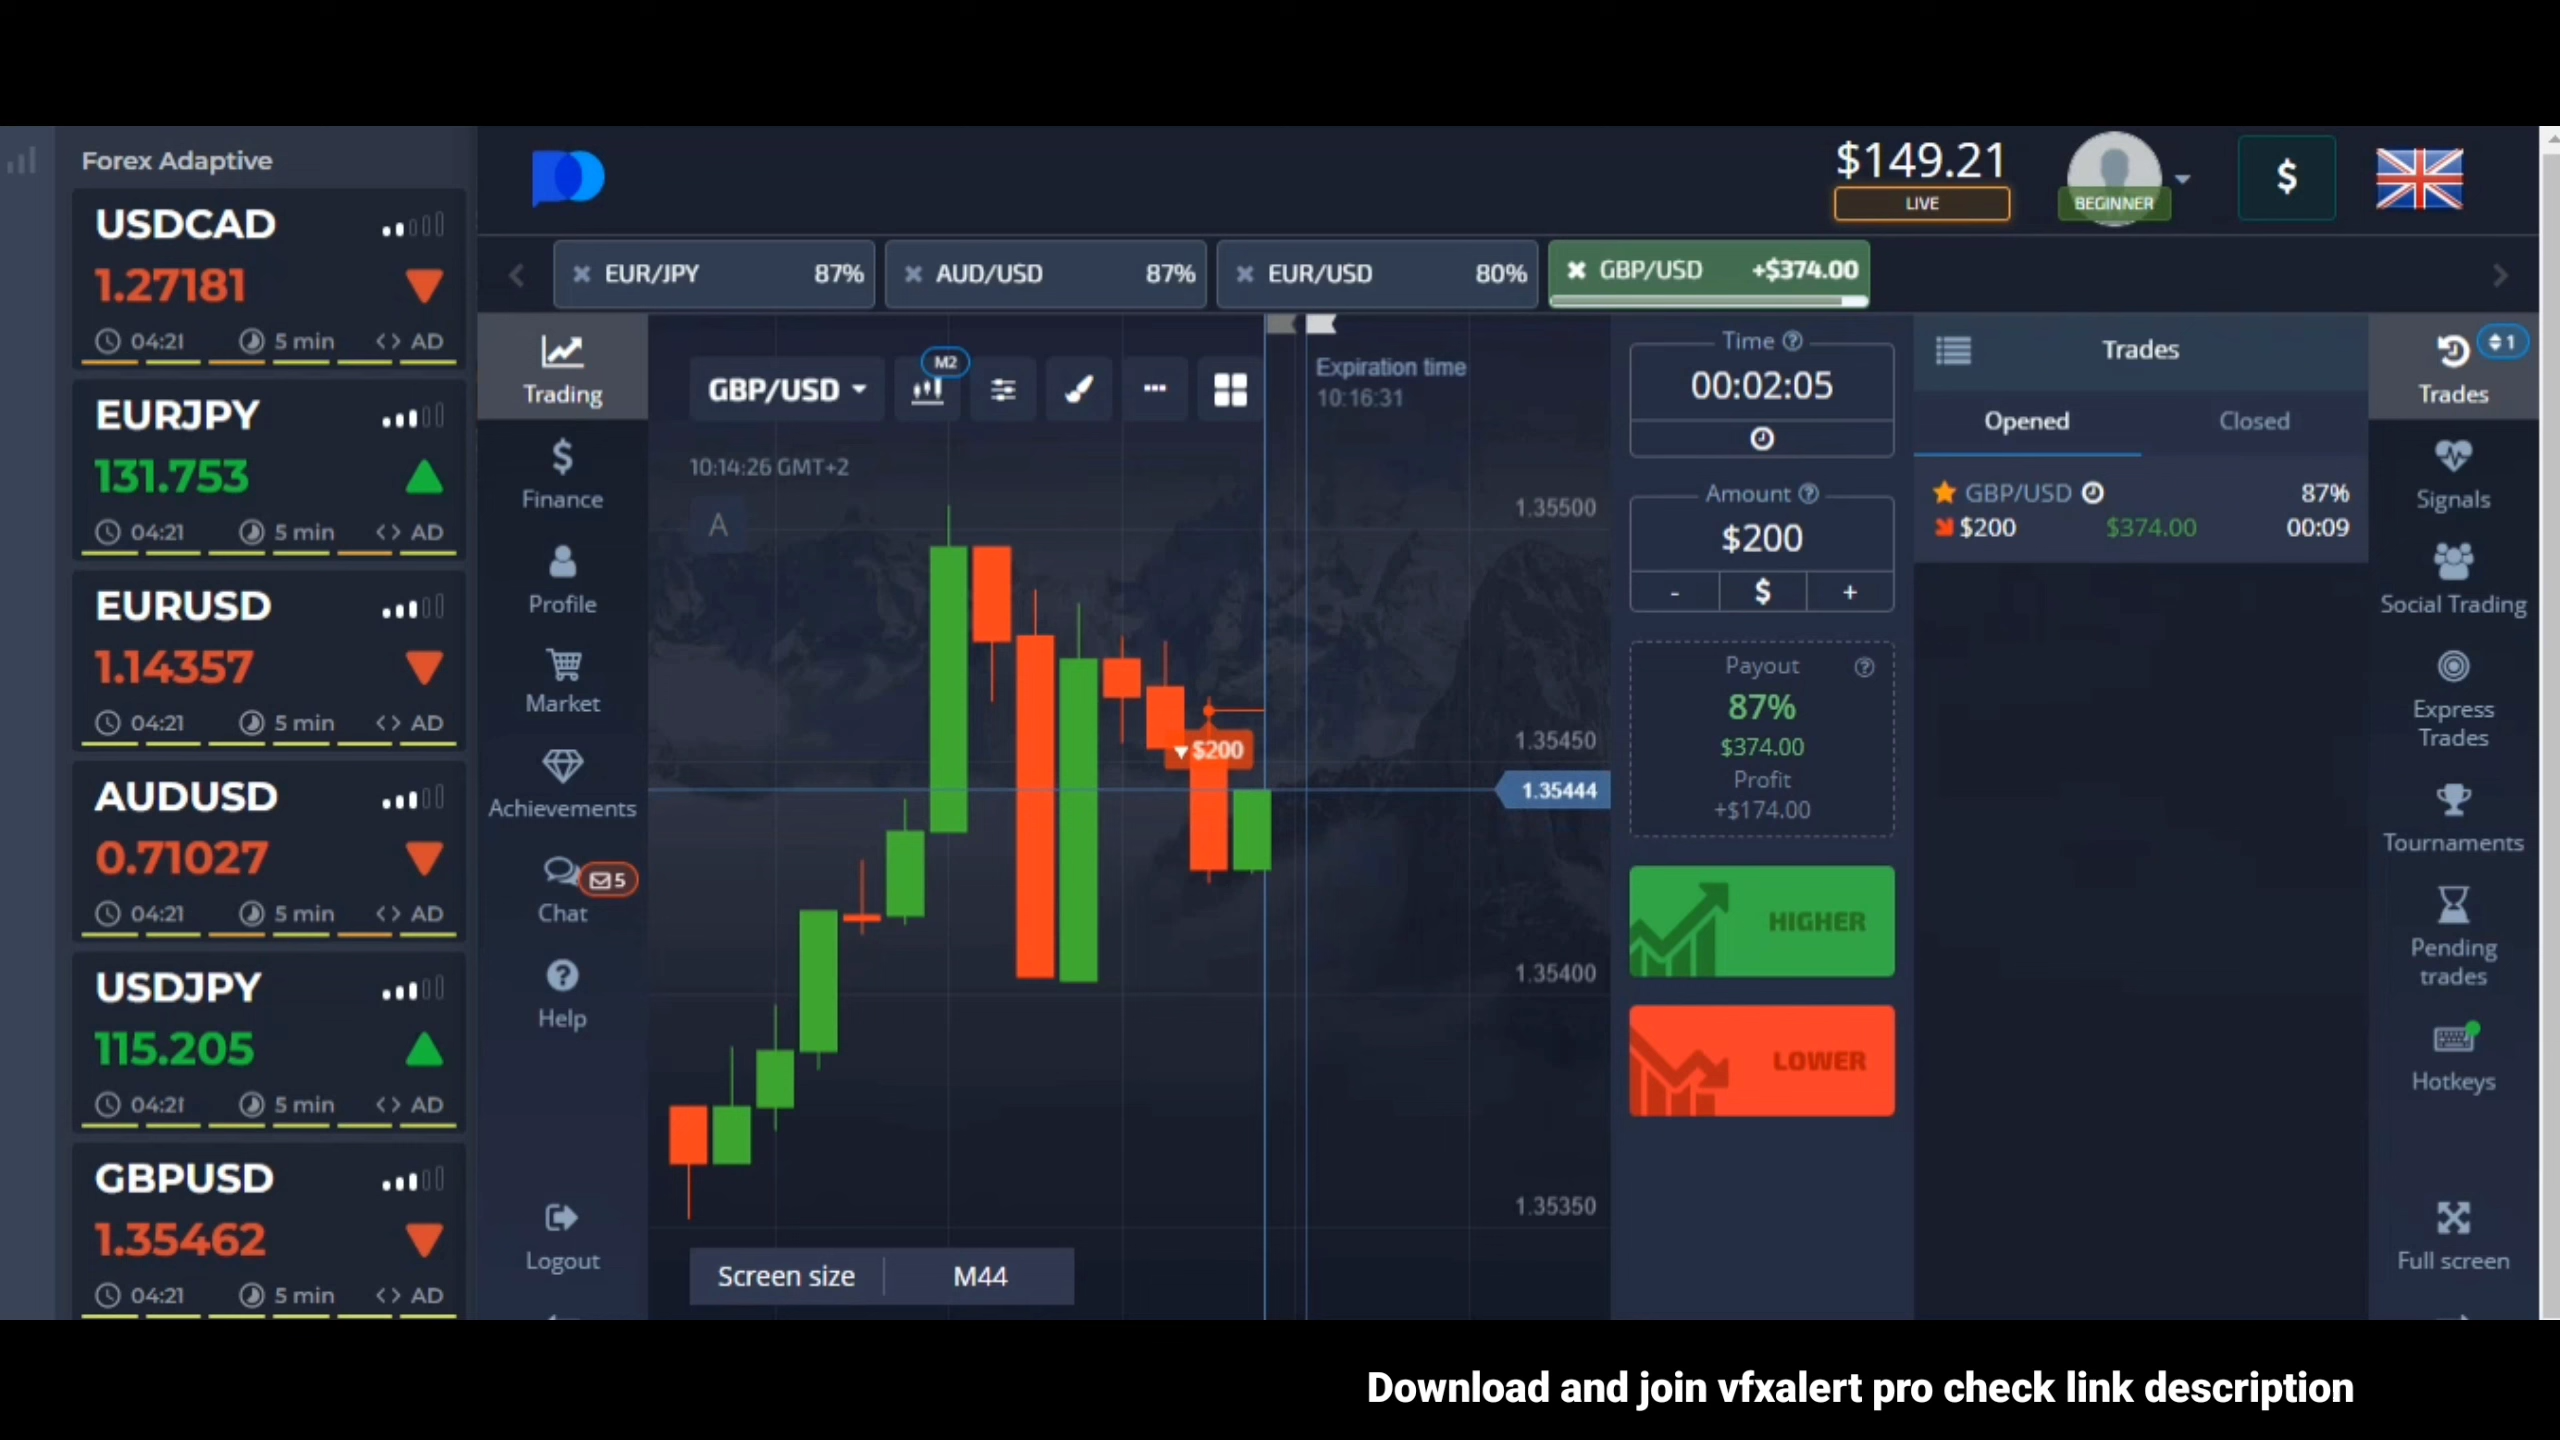 Forex Adaptive
USDCAD
1.27181
04:21 5 min <> AD
EURJPY
131.753
04:21 5 min <> AD
EURUSD
1.14357
04:21 5 min <> AD
AUDUSD
0.71027
04:21 5 min <> AD
USDJPY
115.205
04:21 5 min <> AD
GBPUSD
1.35462
04:21 5 min <> AD
$149.21
LIVE
BEGINNER
$
EUR/JPY 87%
AUD/USD 87%
EUR/USD 80%
GBP/USD +$374.00
Trading
Finance
Profile
Market
Achievements
Chat
5
Help
Logout
GBP/USD
M2
10:14:26 GMT+2
A
Expiration time
10:16:31
1.35500
1.35450
1.35444
1.35400
1.35350
$200
Screen size M44
Time ?
00:02:05
Amount ?
$200
- $ +
Payout ?
87%
$374.00
Profit
+$174.00
HIGHER
LOWER
Trades
Opened Closed
GBP/USD 87%
$200 $374.00 00:09
1
Trades
Signals
Social Trading
Express
Trades
Tournaments
Pending
trades
Hotkeys
Full screen
Download and join vfxalert pro check link description